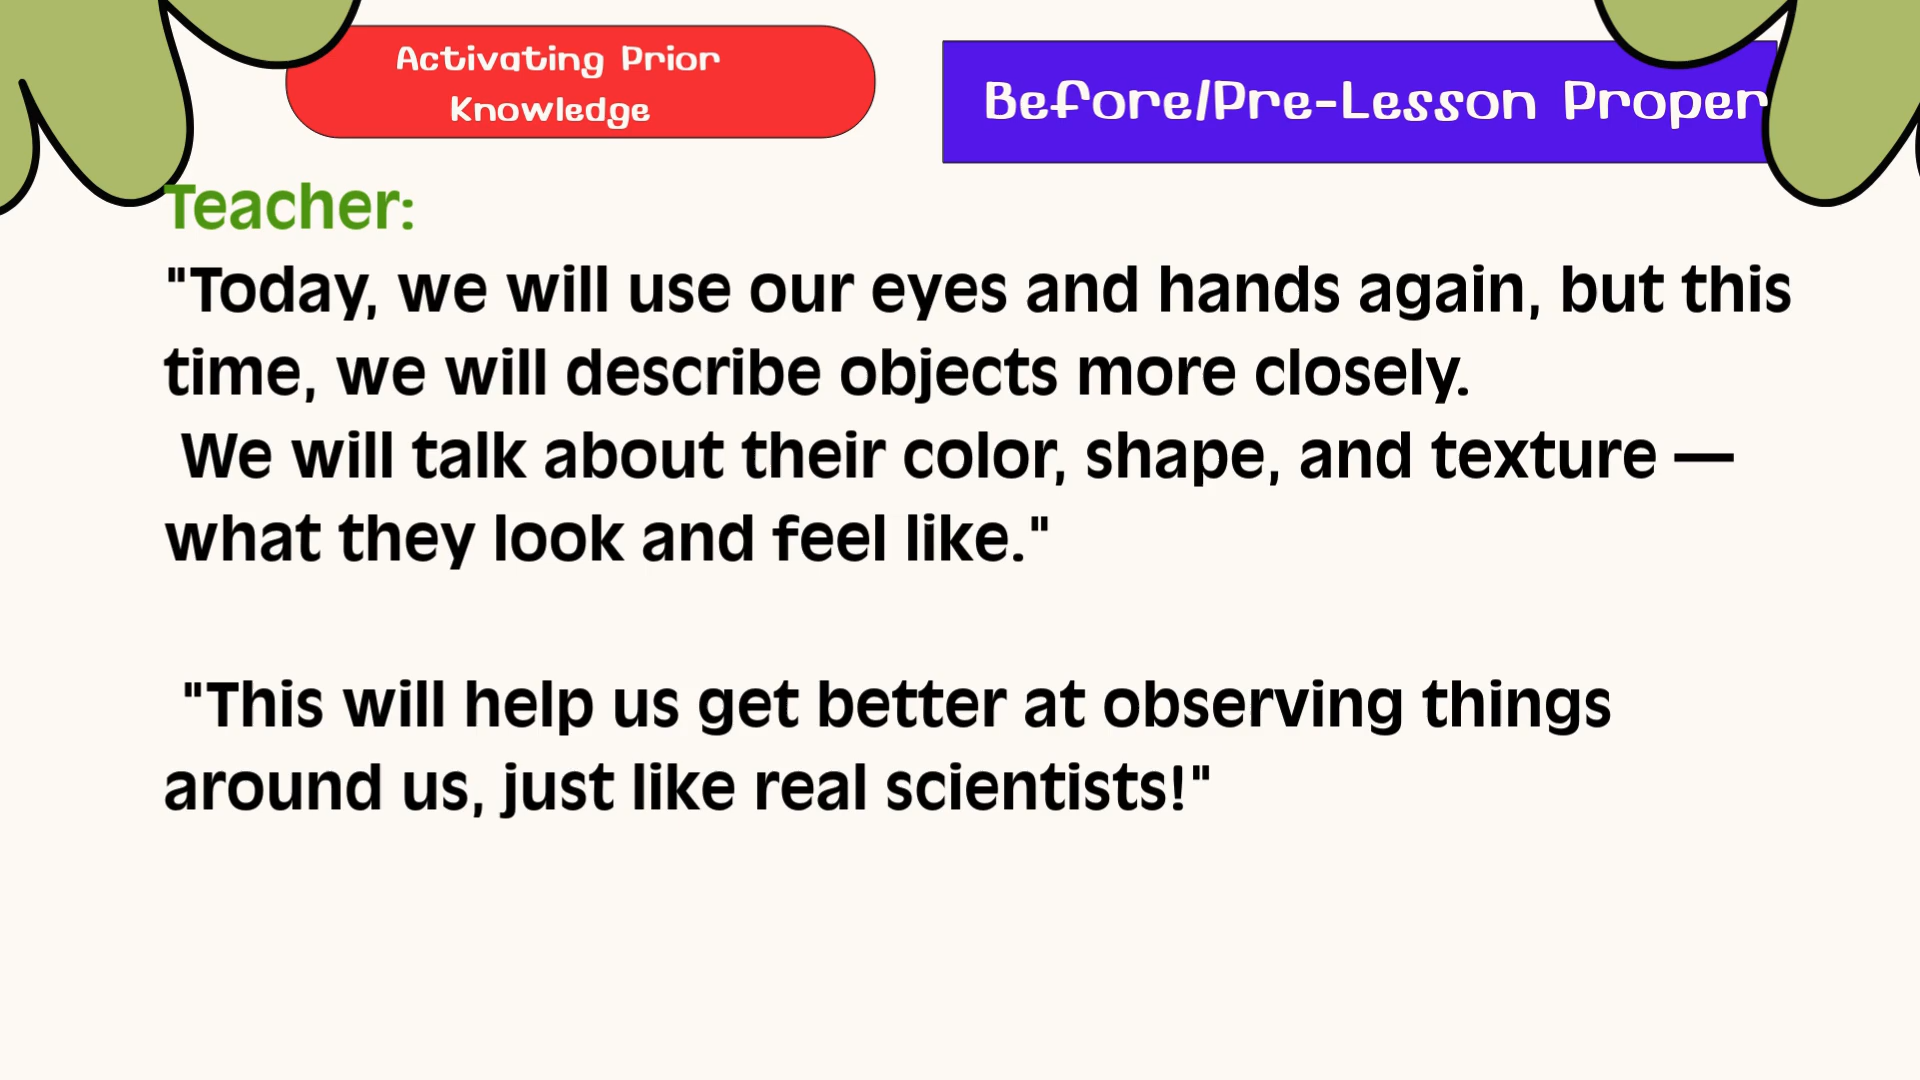 Activating Prior
Knowledge
Before/Pre-Lesson Proper
Teacher:
"Today, we will use our eyes and hands again, but this
time, we will describe objects more closely.
We will talk about their color, shape, and texture —
what they look and feel like."
"This will help us get better at observing things
around us, just like real scientists!"